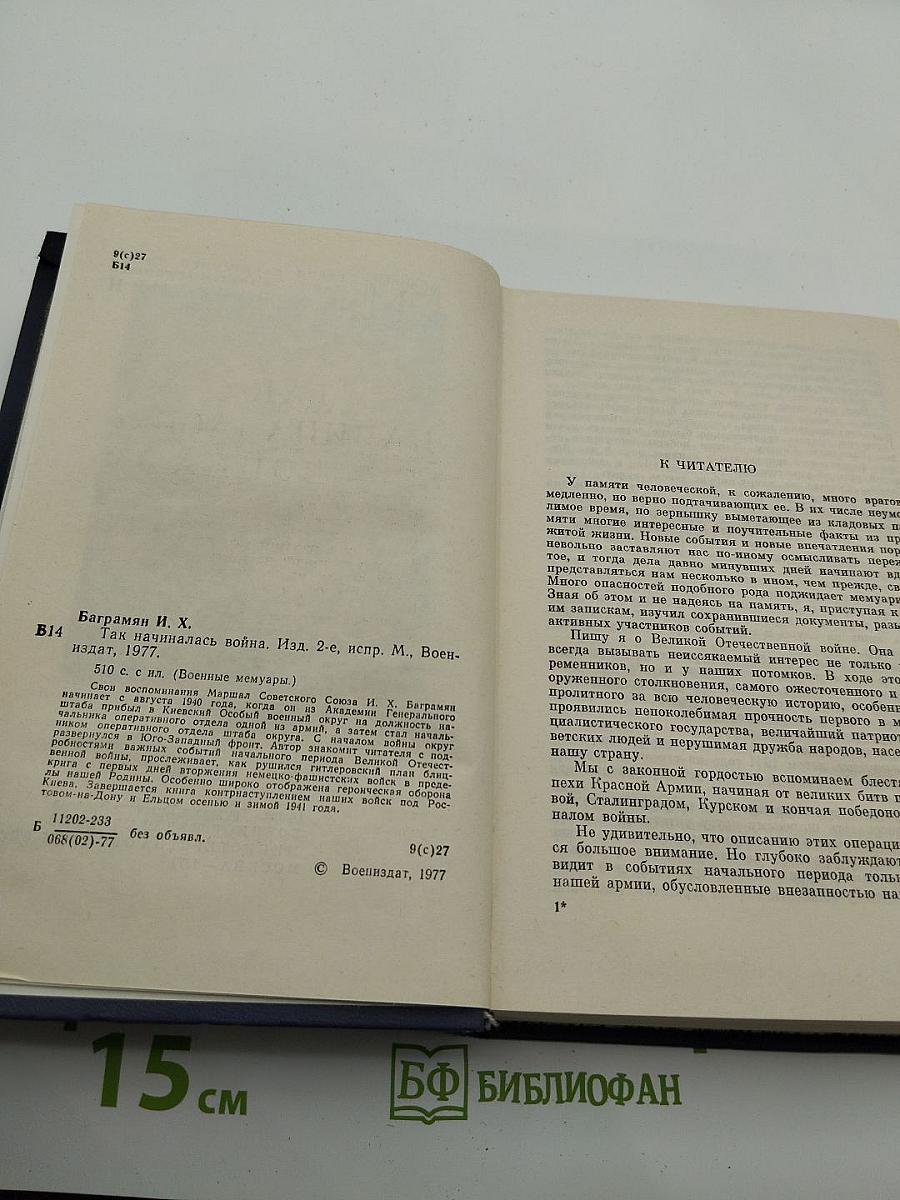 9(с)27
Б14
Баграмян И. Х.
Б14 Так начиналась война. Изд. 2-е, испр. М., Воен-
издат, 1977.
510 с. с ил. (Военные мемуары.)
Свои воспоминания Маршал Советского Союза И. Х. Баграмян
начинает с августа 1940 года, когда он из Академии Генерального
штаба прибыл в Киевский Особый военный округ на должность на-
чальника оперативного отдела одной из армий, а затем стал началь-
ником оперативного отдела штаба округа. С началом войны округ
развернулся в Юго-Западный фронт. Автор знакомит читателя с под-
робностями важных событий начального периода Великой Отечест-
венной войны, прослеживает, как рушился гитлеровский план блиц-
крига с первых дней вторжения немецко-фашистских войск в преде-
лы нашей Родины. Особенно широко отображена героическая оборона
Киева. Завершается книга контрнаступлением наших войск под Рос-
товом-на-Дону и Ельцом осенью и зимой 1941 года.
Б 11202-233
068(02)-77 без объявл.
9(с)27
© Воениздат, 1977
К ЧИТАТЕЛЮ
У памяти человеческой, к сожалению, много врагов
медленно, но верно подтачивающих ее. В их числе неумо
лимое время, по зернышку выметающее из кладовых па
мяти многие интересные и поучительные факты из пр
житой жизни. Новые события и новые впечатления пор
невольно заставляют нас по-иному осмысливать переж
тое, и тогда дела давно минувших дней начинают вд
представляться нам несколько в ином, чем прежде, св
Много опасностей подобного рода поджидает мемуари
Зная об этом и не надеясь на память, я, приступая к
им запискам, изучил сохранившиеся документы, разы
активных участников событий.
Пишу я о Великой Отечественной войне. Она
всегда вызывать неиссякаемый интерес не только
ременников, но и у наших потомков. В ходе это
оруженного столкновения, самого ожесточенного и
пролитного за всю человеческую историю, особен
проявились непоколебимая прочность первого в м
циалистического государства, величайший патриот
ветских людей и нерушимая дружба народов, насе
нашу страну.
Мы с законной гордостью вспоминаем блеста
пехи Красной Армии, начиная от великих битв п
вой, Сталинградом, Курском и кончая победоно
налом войны.
Не удивительно, что описанию этих операци
ся большое внимание. Но глубоко заблуждают
видит в событиях начального периода толь
нашей армии, обусловленные внезапностью на
1*
15 см
БФ БИБЛИОФАН